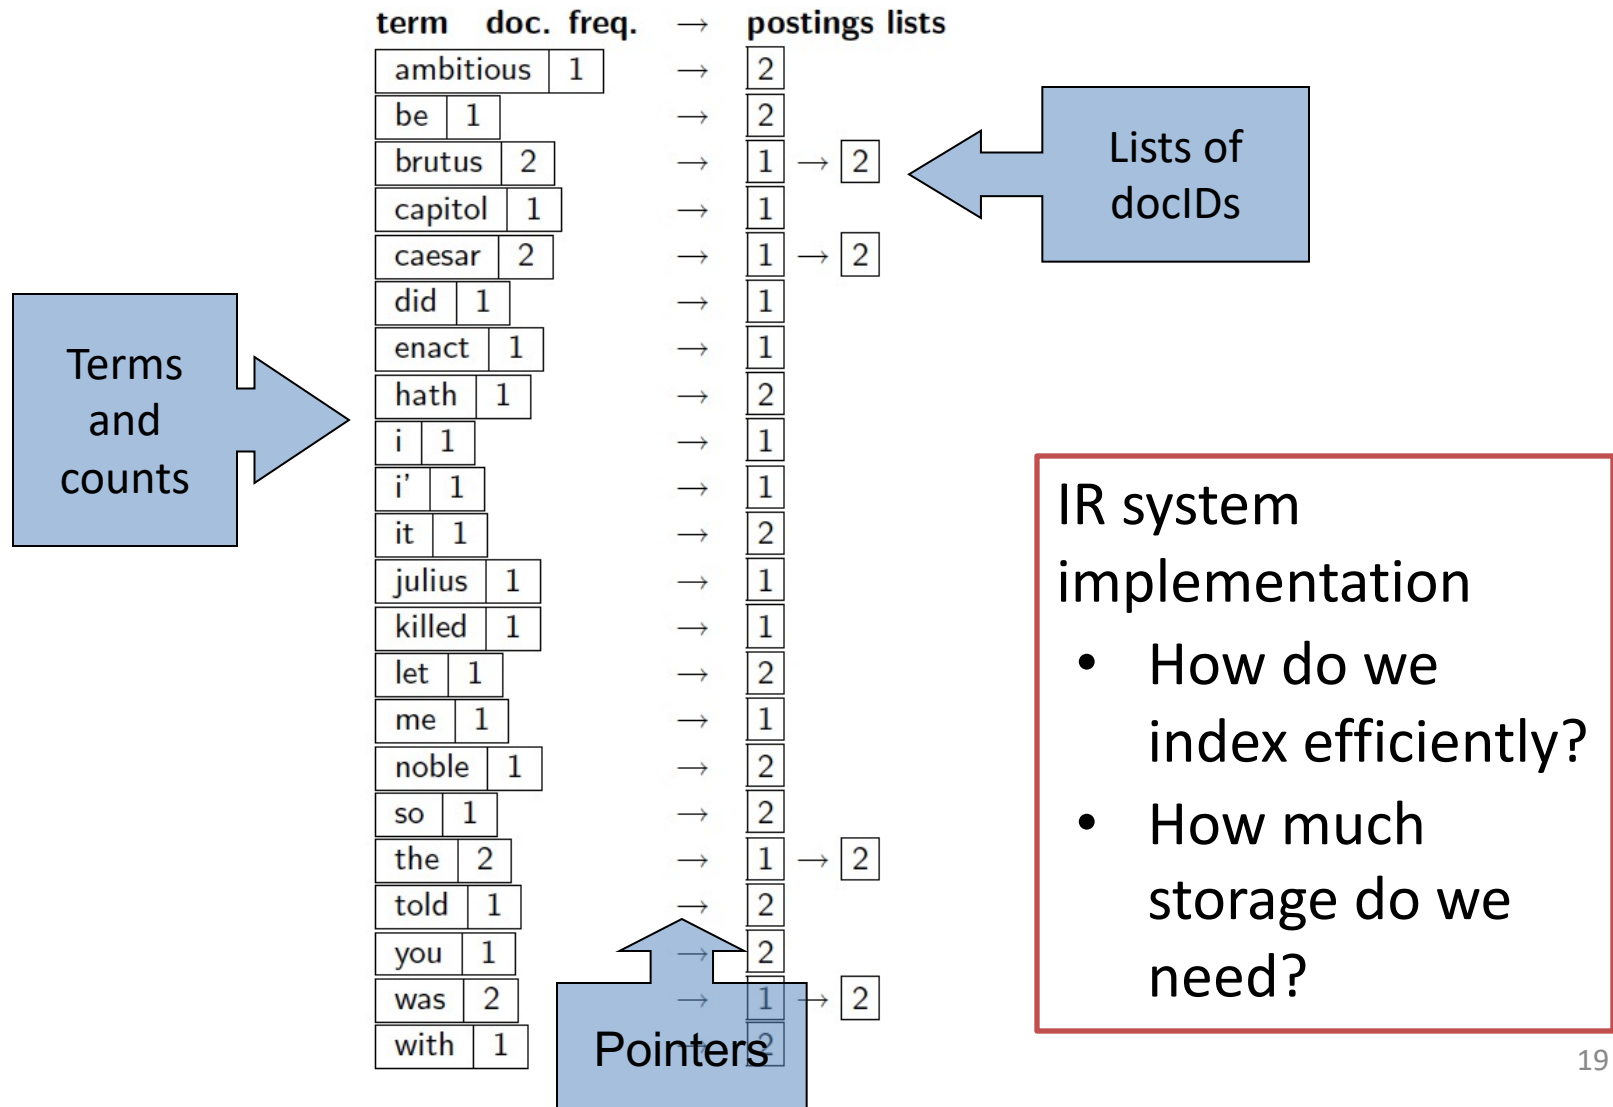 term doc. freq. → postings lists
ambitious 1 → 2
be 1 → 2
brutus 2 → 1 → 2
capitol 1 → 1
caesar 2 → 1 → 2
did 1 → 1
enact 1 → 1
hath 1 → 2
i 1 → 1
i' 1 → 1
it 1 → 2
julius 1 → 1
killed 1 → 1
let 1 → 2
me 1 → 1
noble 1 → 2
so 1 → 2
the 2 → 1 → 2
told 1 → 2
you 1 → 2
was 2 → 1 → 2
with 1 → 2
Terms
and
counts
Lists of
docIDs
Pointers
IR system
implementation
• How do we
index efficiently?
• How much
storage do we
need?
19